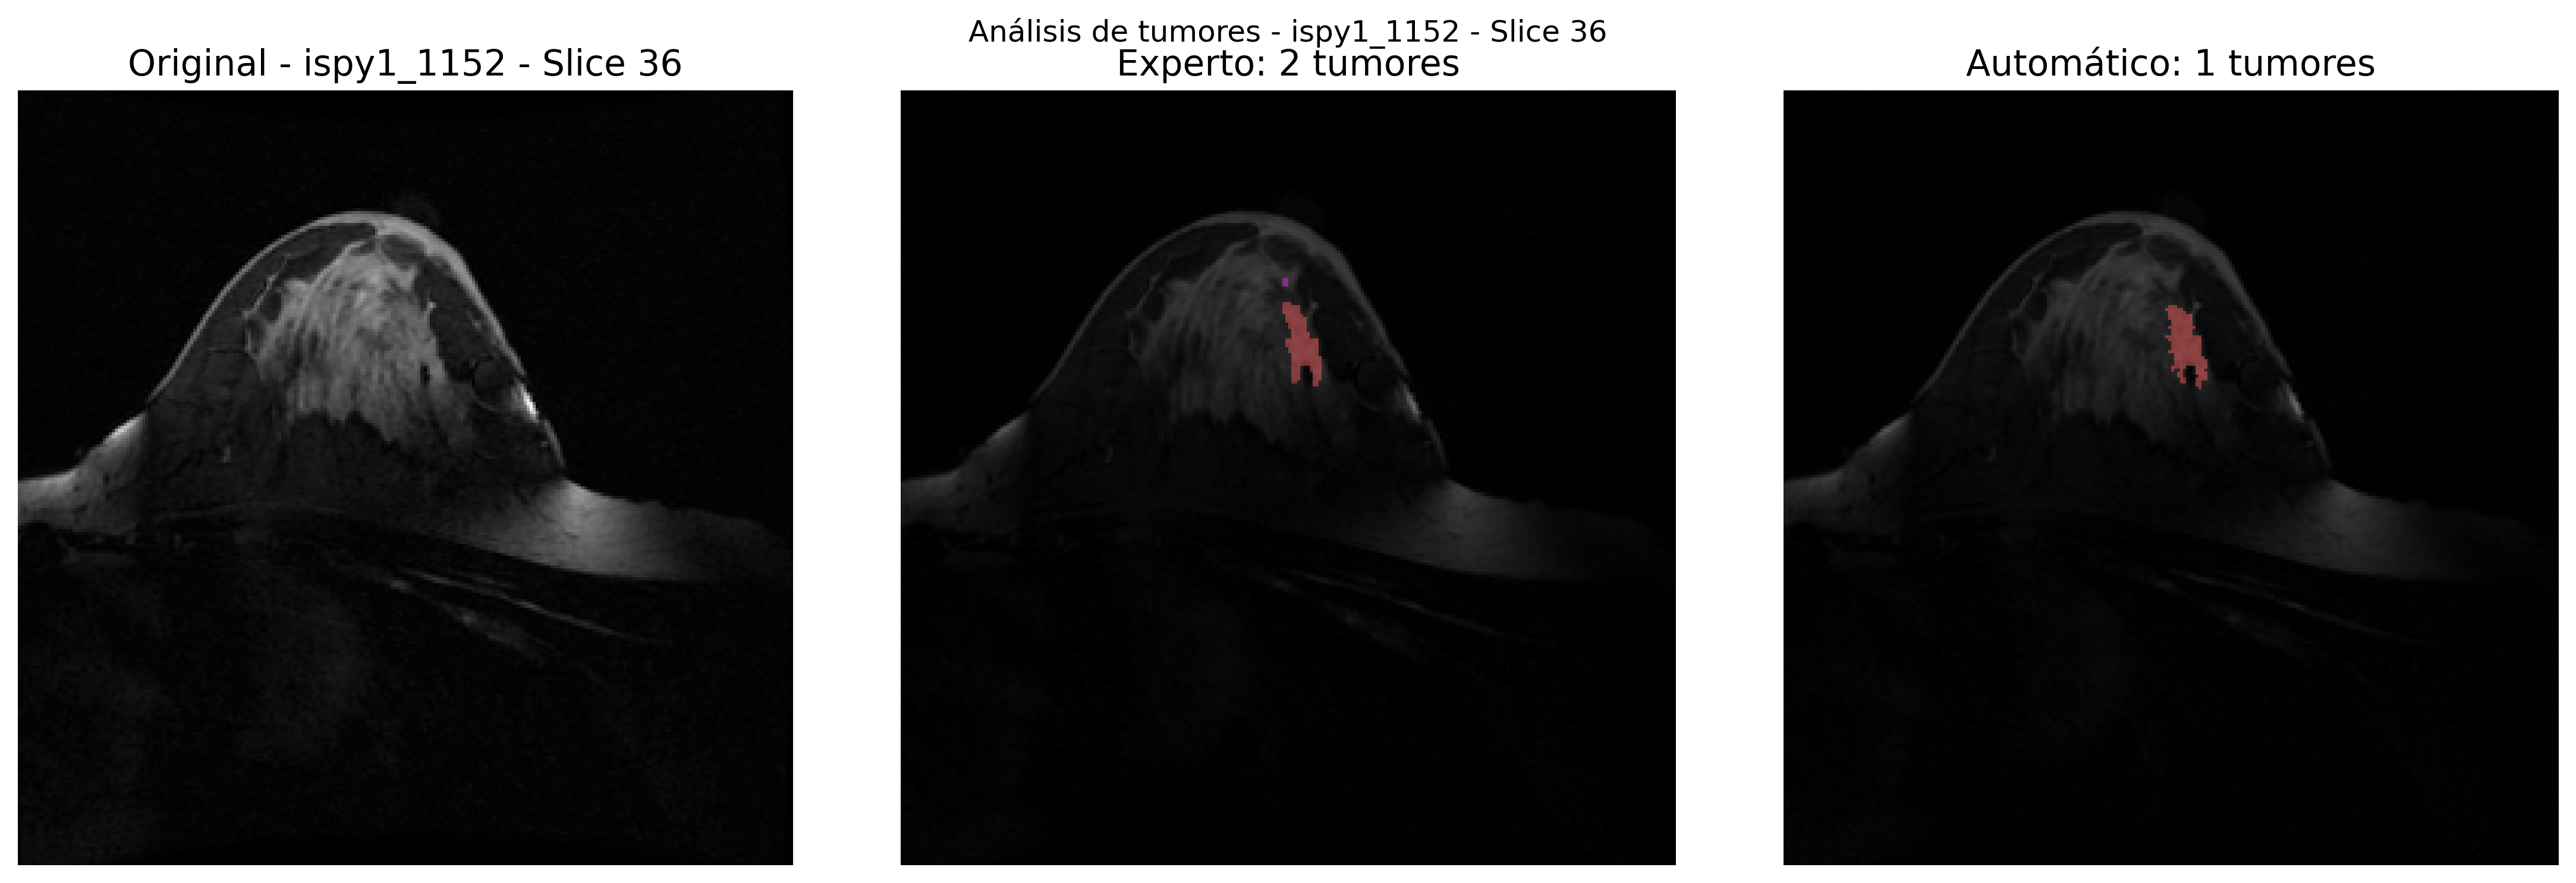 Análisis de tumores - ispy1_1152 - Slice 36
Original - ispy1_1152 - Slice 36
Experto: 2 tumores
Automático: 1 tumores